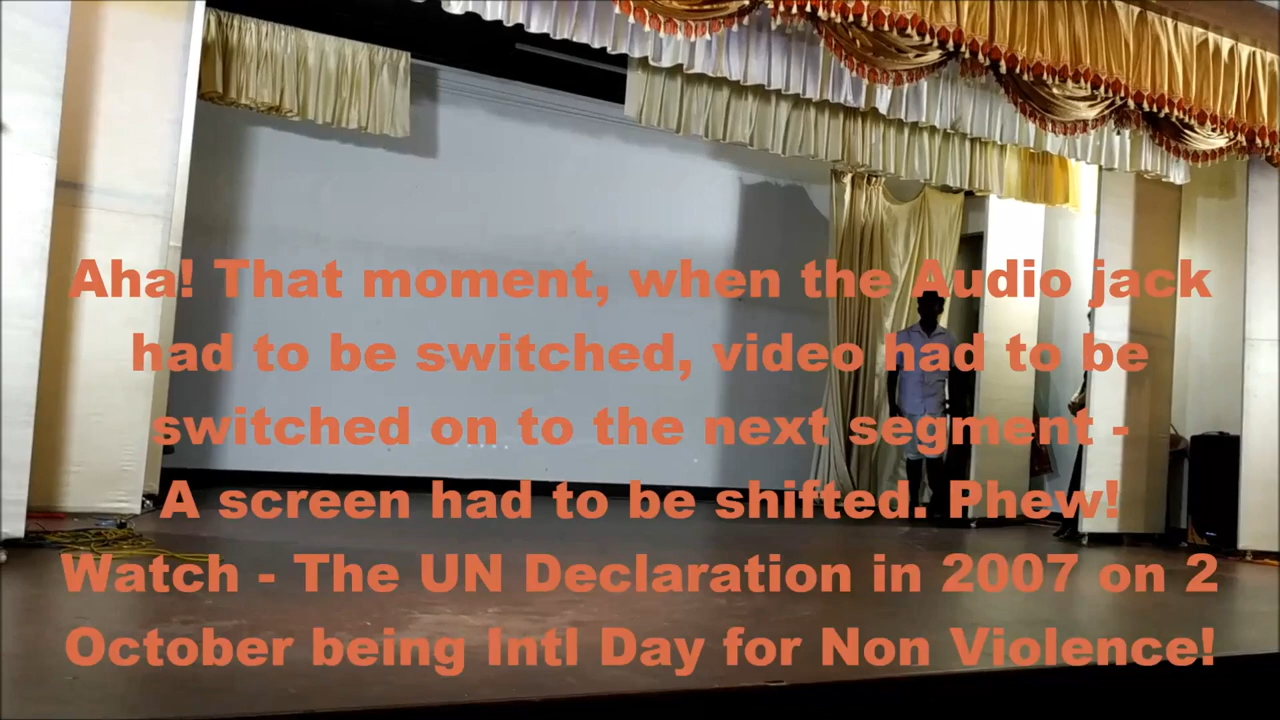 Aha! That moment, when the Audio jack
had to be switched, video had to be
switched on to the next segment -
A screen had to be shifted. Phew!
Watch - The UN Declaration in 2007 on 2
October being Intl Day for Non Violence!